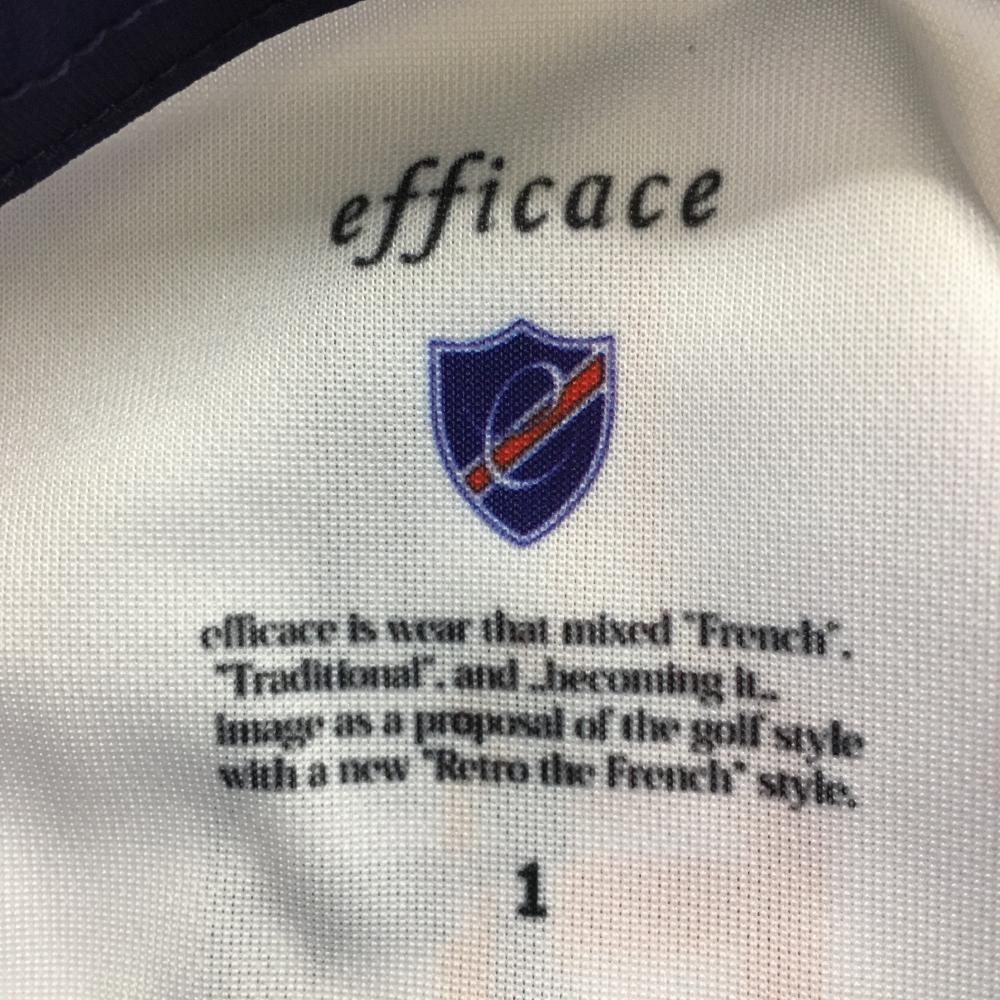 efficace
e
efficace is wear that mixed "French".
"Traditional". and „becoming it„.
Image as a proposal of the golf style
with a new "Retro the French" style.
1